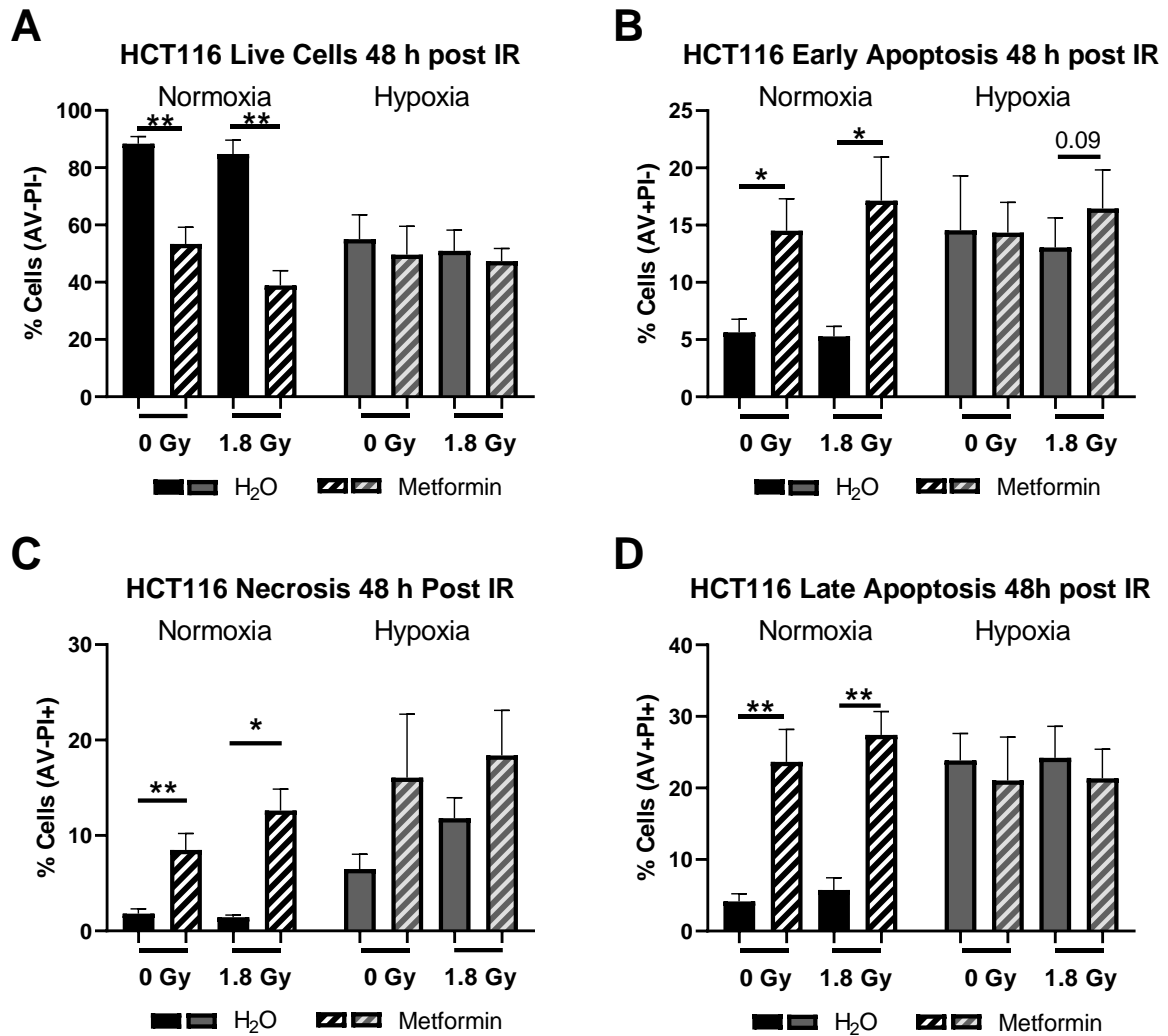 A
HCT116 Live Cells 48 h post IR
Normoxia Hypoxia
** **
% Cells (AV-PI-)
100
80
60
40
20
0
0 Gy 1.8 Gy 0 Gy 1.8 Gy
H₂O Metformin
B
HCT116 Early Apoptosis 48 h post IR
Normoxia Hypoxia
* * 0.09
% Cells (AV+PI-)
25
20
15
10
5
0
0 Gy 1.8 Gy 0 Gy 1.8 Gy
H₂O Metformin
C
HCT116 Necrosis 48 h Post IR
Normoxia Hypoxia
** *
% Cells (AV-PI+)
30
20
10
0
0 Gy 1.8 Gy 0 Gy 1.8 Gy
H₂O Metformin
D
HCT116 Late Apoptosis 48h post IR
Normoxia Hypoxia
** **
% Cells (AV+PI+)
40
30
20
10
0
0 Gy 1.8 Gy 0 Gy 1.8 Gy
H₂O Metformin